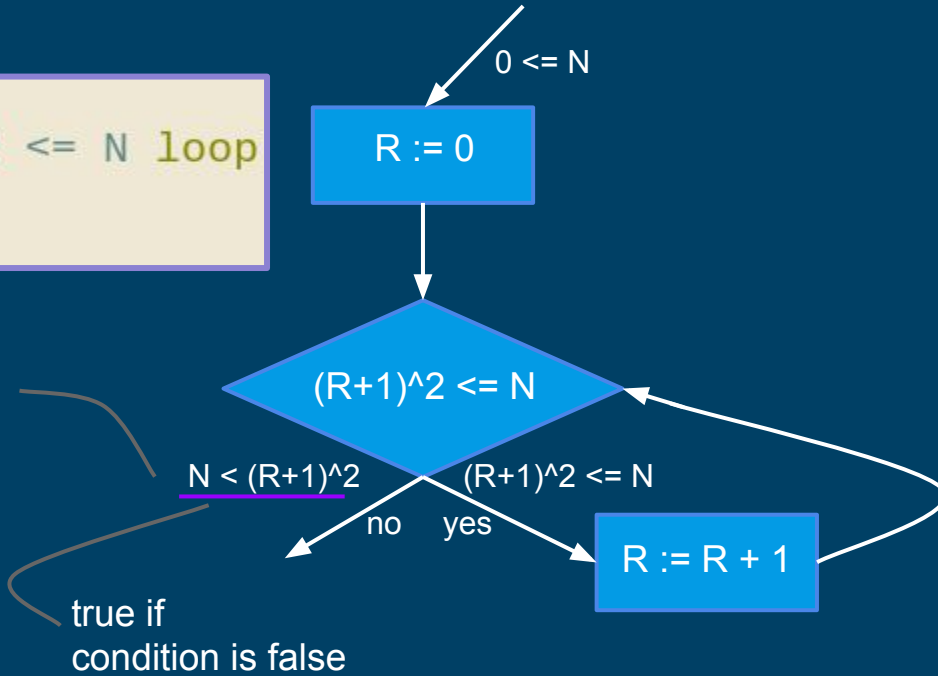 0 <= N
<= N loop
R := 0
(R+1)^2 <= N
N < (R+1)^2
(R+1)^2 <= N
no
yes
R := R + 1
true if
condition is false